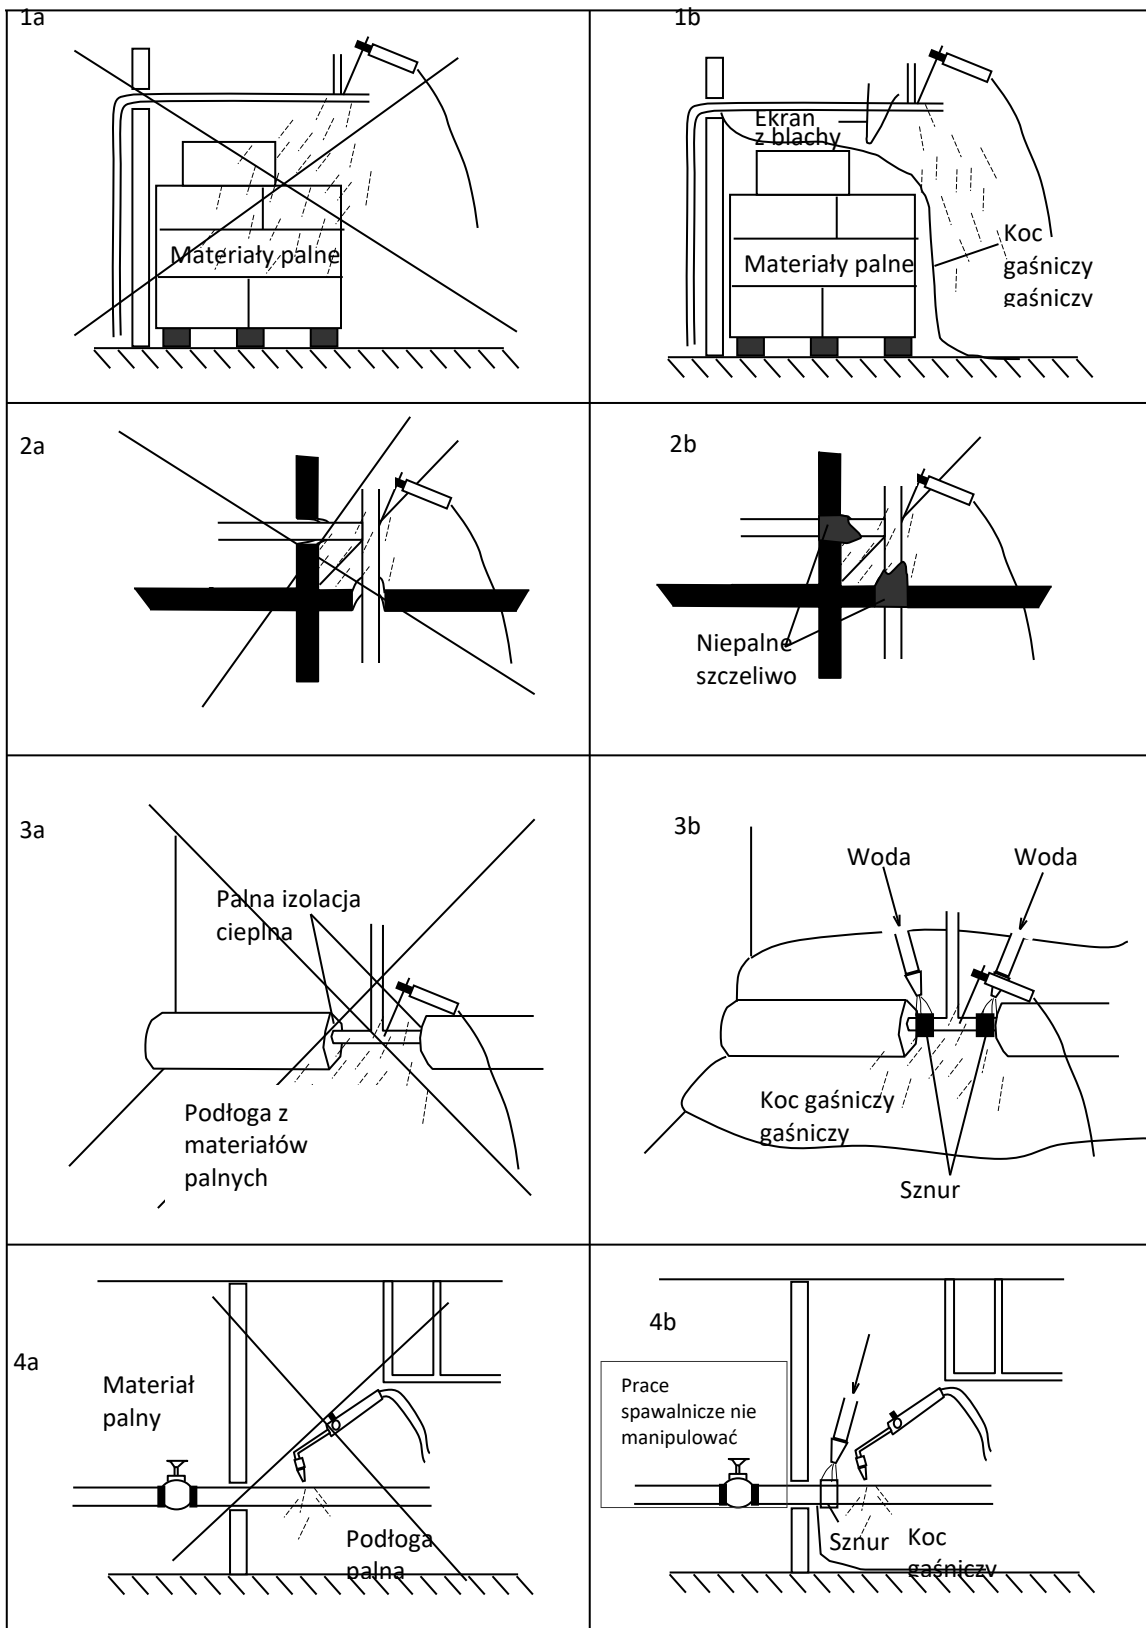 1a
Materiały palne
1b
Ekran
z blachy
Materiały palne
Koc
gaśniczy
gaśniczy
2a
2b
Niepalne
szczeliwo
3a
Palna izolacja
cieplna
Podłoga z
materiałów
palnych
3b
Woda
Woda
Koc gaśniczy
gaśniczy
Sznur
4a
Materiał
palny
Podłoga
palna
4b
Prace
spawalnicze nie
manipulować
Sznur
Koc
gaśniczy